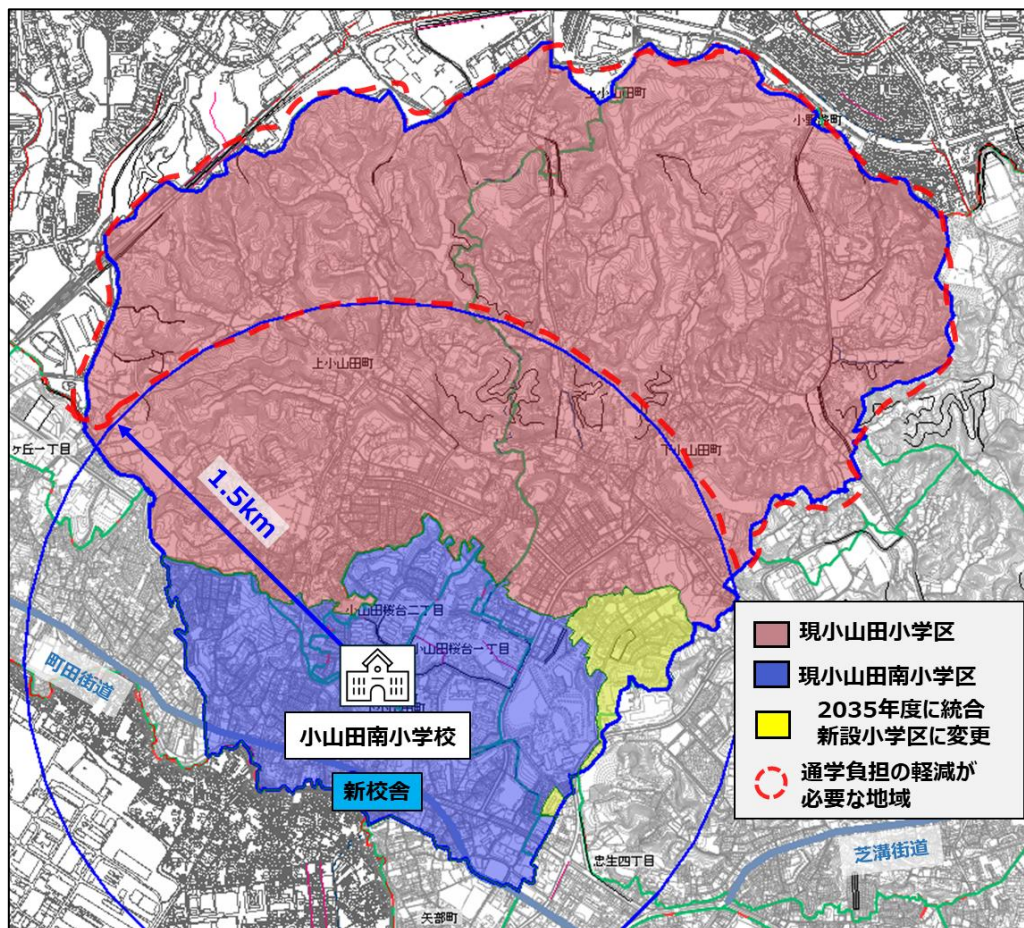 上小山田町
上小山田町
下小山田町
ケ丘一丁目
1.5km
小山田桜台二丁目
小山田桜台一丁目
町田街道
小山田南小学校
新校舎
忠生四丁目
矢部町
芝溝街道
現小山田小学区
現小山田南小学区
2035年度に統合
新設小学区に変更
通学負担の軽減が
必要な地域